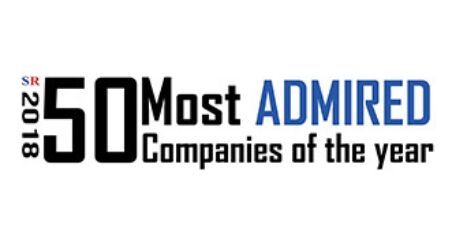 SR
2018
50 Most ADMIRED
Companies of the year